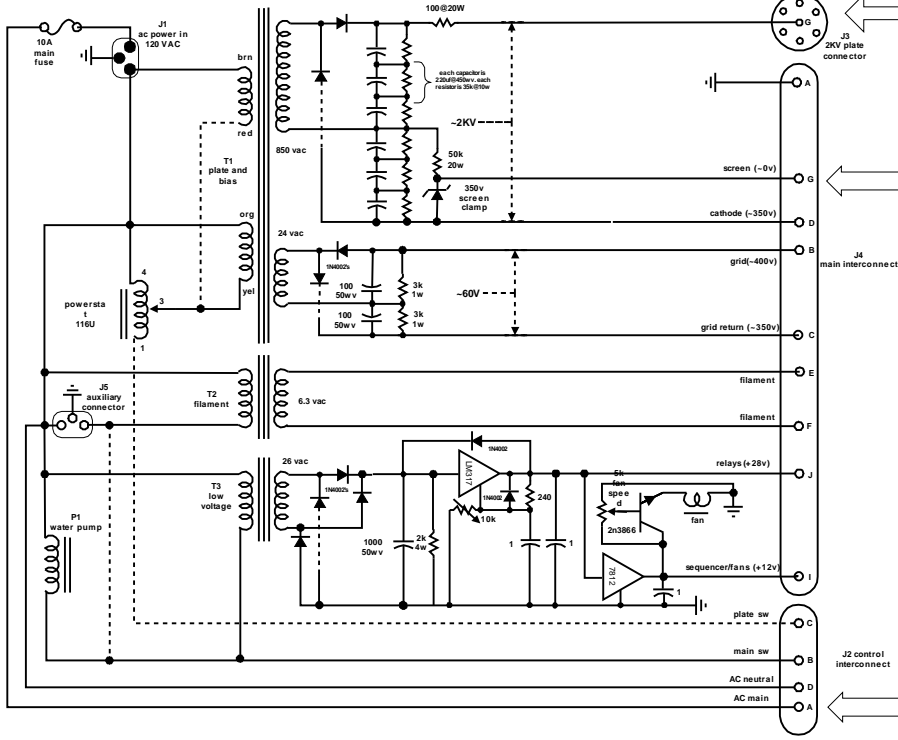 100@20W
G
J3
2KV plate
connector
J1
ac power in
120 VAC
10A
main
fuse
brn
red
each capacitor is
220uf@450wv. each
resistor is 35k@10w
A
~2KV
850 vac
T1
plate and
bias
50k
20w
screen (~0v)
G
350v
screen
clamp
cathode (~350v)
D
org
24 vac
B
grid(~400v)
J4
main interconnect
1N4002's
yel
4
3
1
powersta
t
116U
100
50wv
3k
1w
~60V
100
50wv
3k
1w
grid return (~350v)
C
E
filament
J5
auxiliary
connector
T2
filament
6.3 vac
filament
F
26 vac
1N4002
LM317
relays (+28v)
J
T3
low
voltage
1N4002's
1N4002
240
10k
5k
fan
spee
d
2n3866
fan
P1
water pump
1000
50wv
2k
4w
1
1
7812
sequencer/fans (+12v)
I
1
plate sw
C
main sw
B
J2 control
interconnect
AC neutral
D
AC main
A